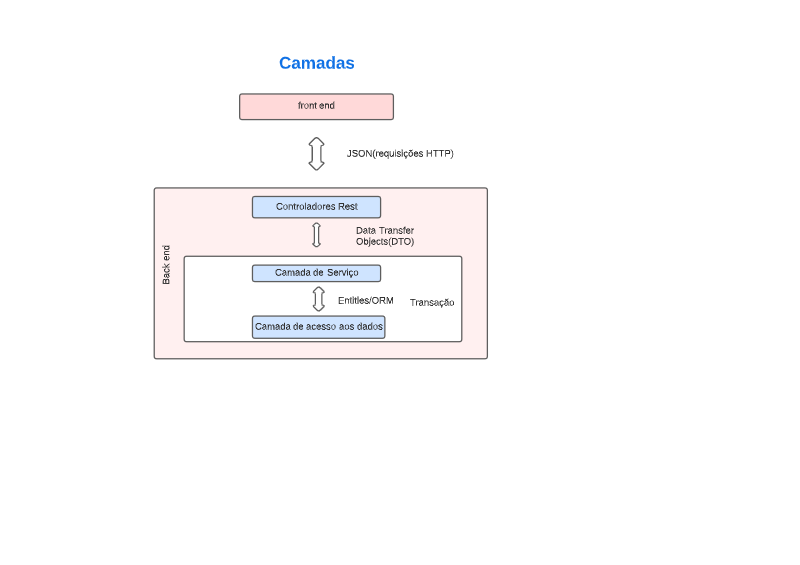 Camadas
front end
JSON(requisições HTTP)
Controladores Rest
Data Transfer
Objects(DTO)
Back end
Camada de Serviço
Entities/ORM
Transação
Camada de acesso aos dados